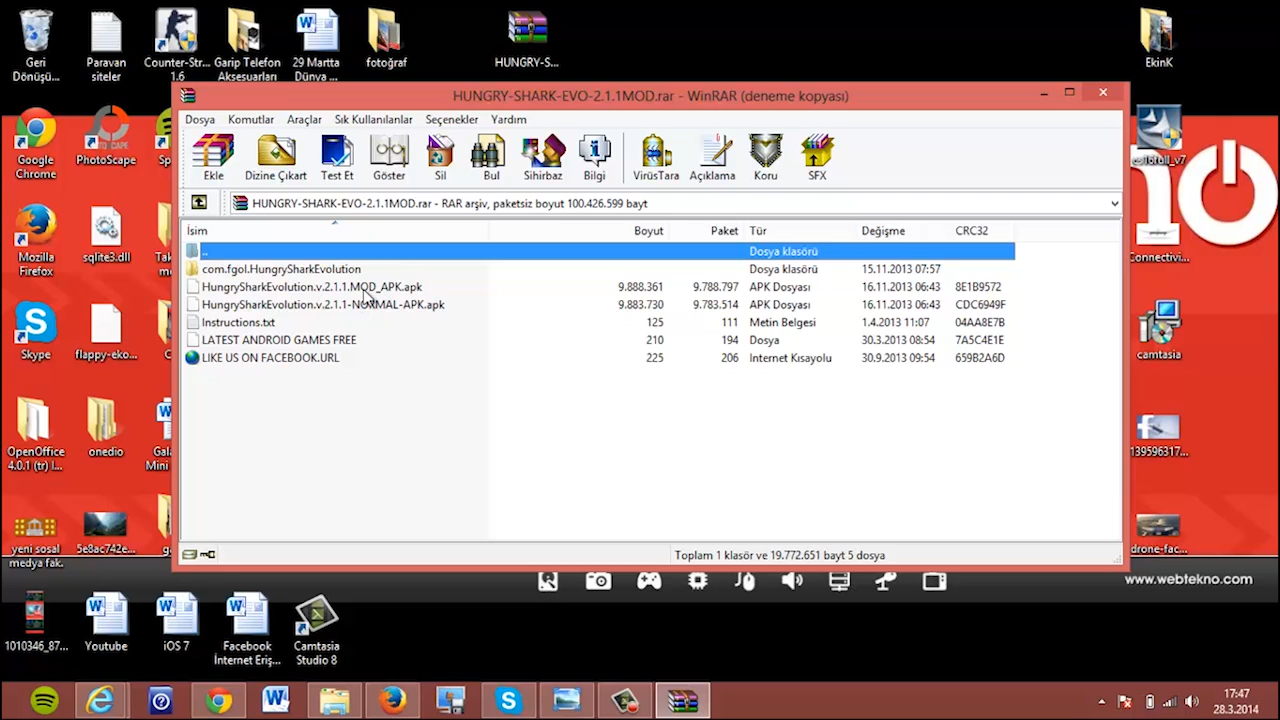 Geri
Dönüşü...
Paravan
siteler
Counter-Str...
1.6
Garip Telefon
Aksesuarları
29 Martta
Dünya ...
fotoğraf
HUNGRY-S...
EkinK
HUNGRY-SHARK-EVO-2.1.1MOD.rar - WinRAR (deneme kopyası)
Dosya Komutlar Araçlar Sık Kullanılanlar Seçenekler Yardım
Ekle Dizine Çıkart Test Et Göster Sil Bul Sihirbaz Bilgi VirüsTara Açıklama Koru SFX
HUNGRY-SHARK-EVO-2.1.1MOD.rar - RAR arşiv, paketsiz boyut 100.426.599 bayt
İsim Boyut Paket Tür Değişme CRC32
.. Dosya klasörü
com.fgol.HungrySharkEvolution Dosya klasörü 15.11.2013 07:57
HungrySharkEvolution.v.2.1.1.MOD_APK.apk 9.888.361 9.788.797 APK Dosyası 16.11.2013 06:43 8E1B9572
HungrySharkEvolution.v.2.1.1-NORMAL-APK.apk 9.883.730 9.783.514 APK Dosyası 16.11.2013 06:43 CDC6949F
Instructions.txt 125 111 Metin Belgesi 1.4.2013 11:07 04AA8E7B
LATEST ANDROID GAMES FREE 210 194 Dosya 30.3.2013 08:54 7A5C4E1E
LIKE US ON FACEBOOK.URL 225 206 Internet Kısayolu 30.9.2013 09:54 659B2A6D
Toplam 1 klasör ve 19.772.651 bayt 5 dosya
Google
Chrome
PhotoScape
Sp
Mozilla
Firefox
sqlite3.dll
Tak
Skype
flappy-eko...
OpenOffice
4.0.1 (tr) I...
onedio
Gala
Mini
yeni sosal
medya fak.
5e8ac742e...
10
Connectivi...
camtasia
139596317...
drone-fac...
www.webtekno.com
1010346_87...
Youtube
iOS 7
Facebook
İnternet Eriş...
Camtasia
Studio 8
17:47
28.3.2014